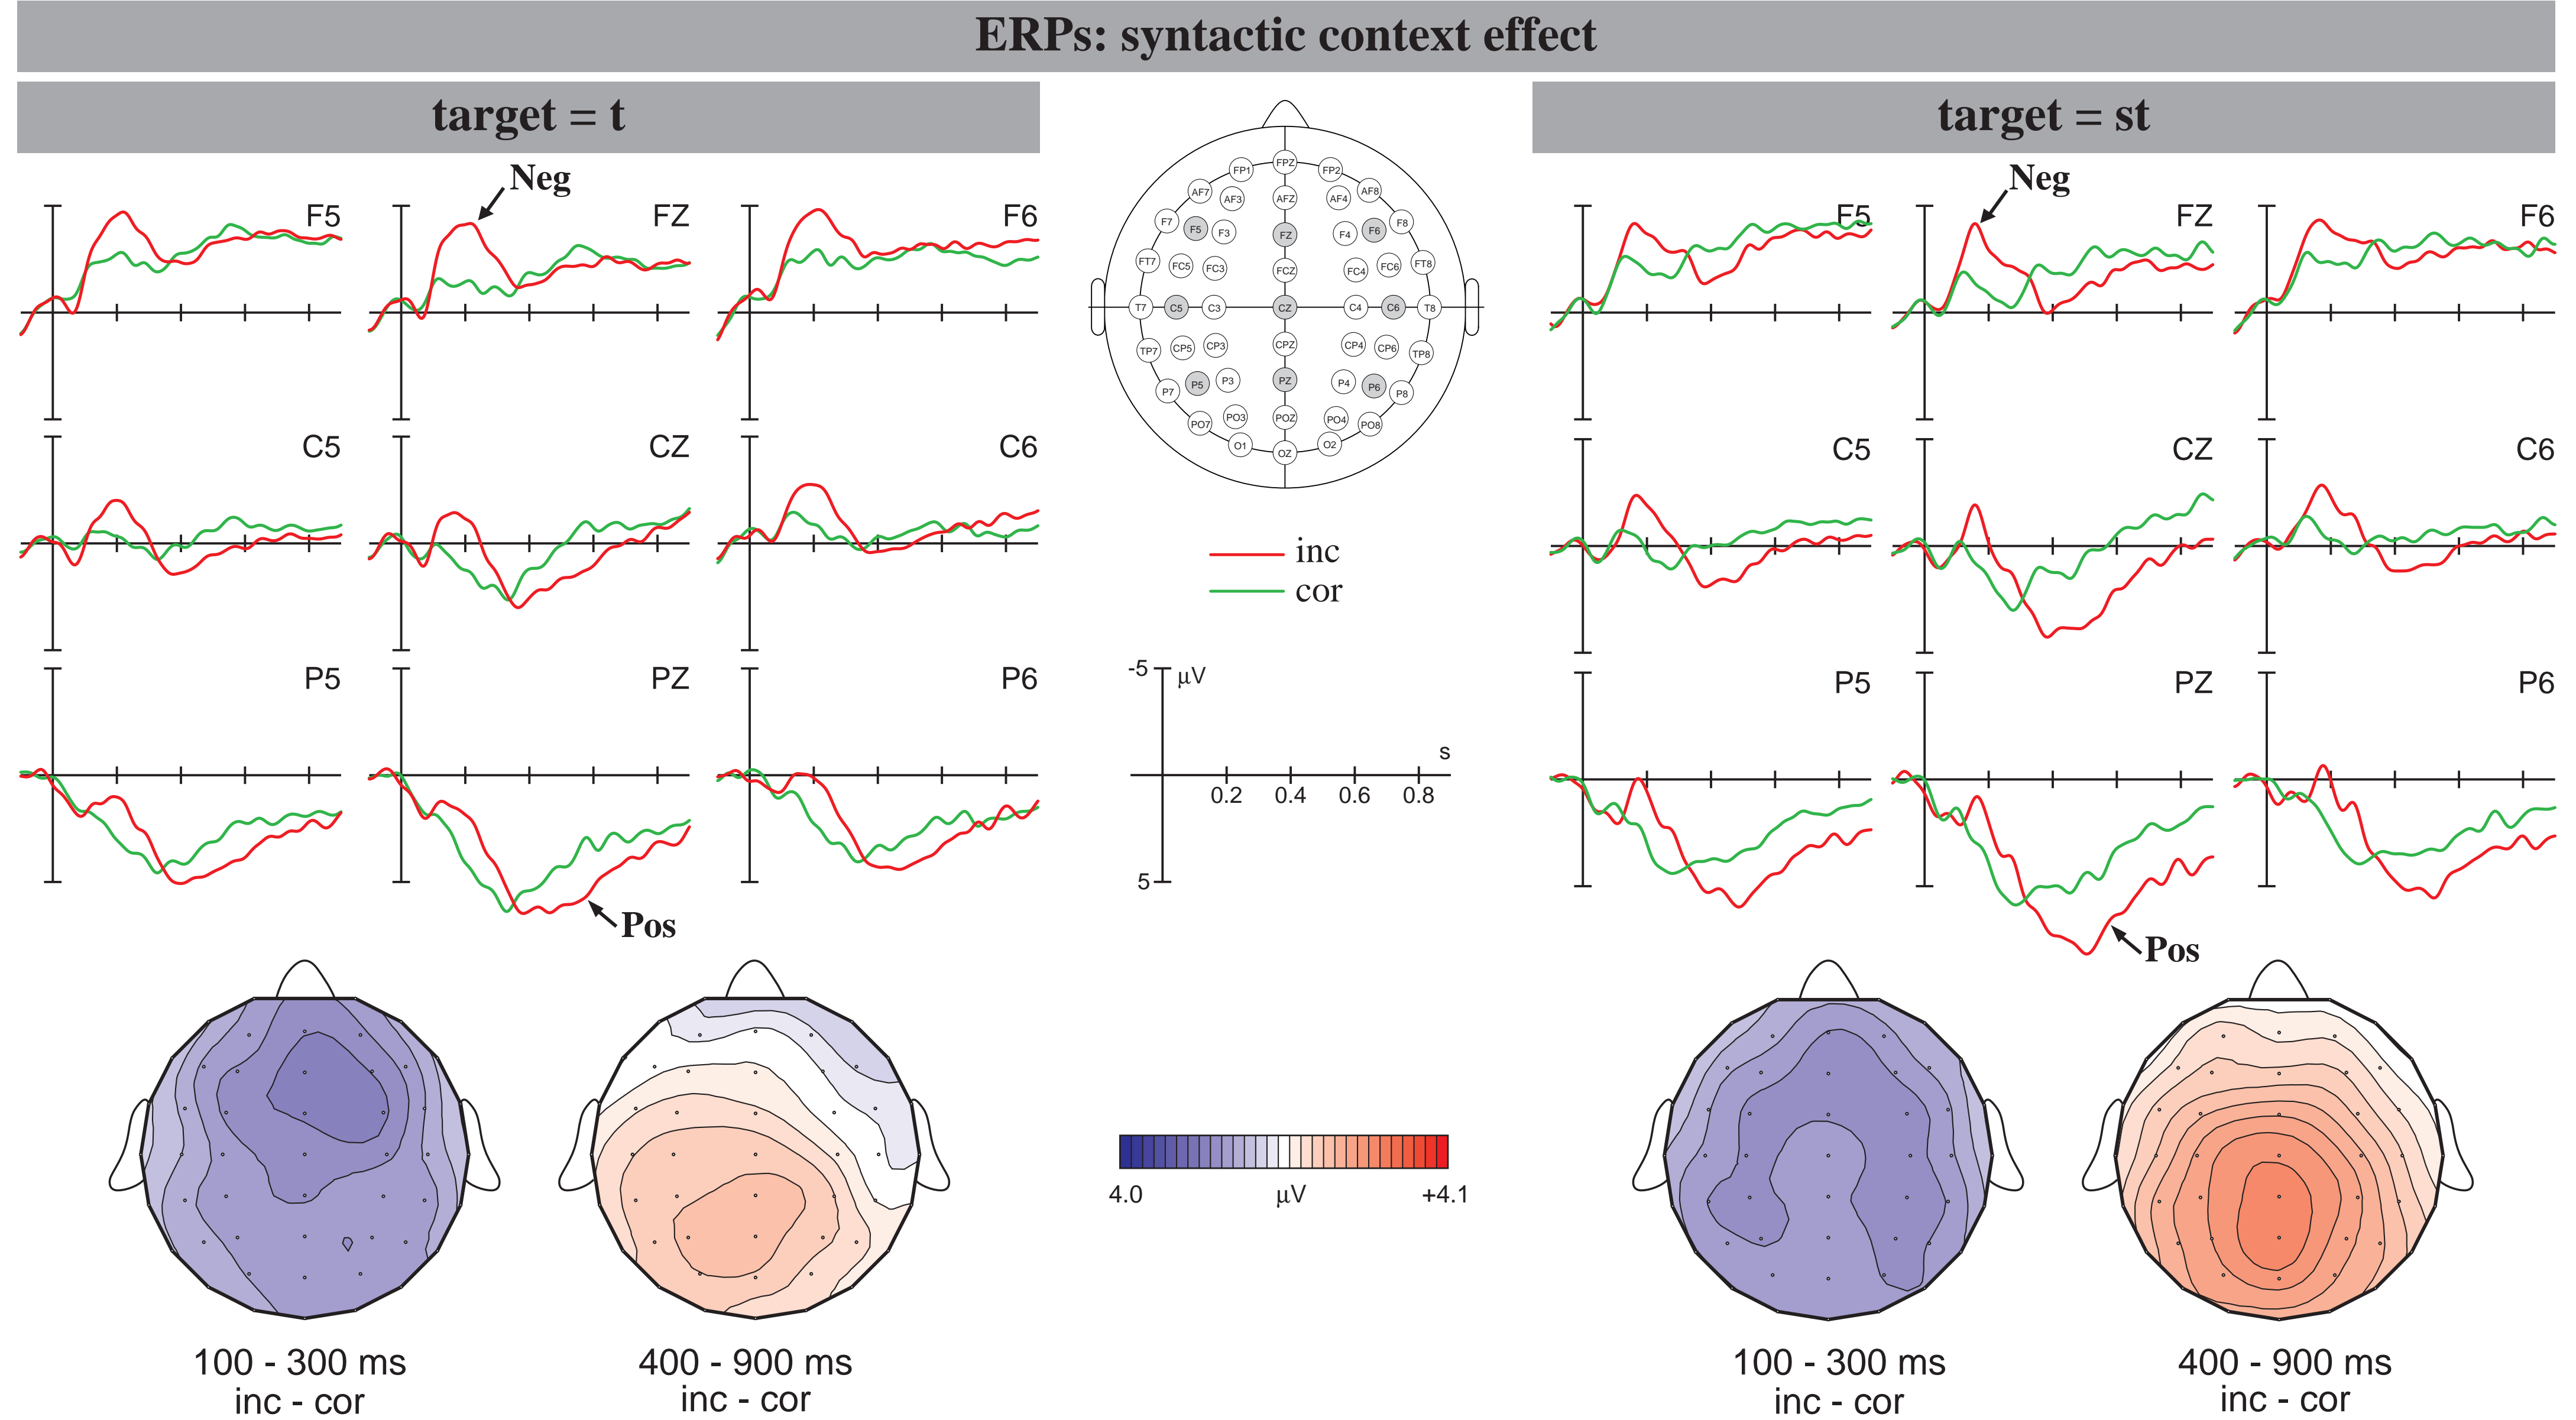 ERPs: syntactic context effect
target = t
target = st
Neg
F5
FZ
F6
C5
CZ
C6
P5
PZ
P6
Pos
FPZ
FP1
FP2
AF7
AF3
AFZ
AF4
AF8
F7
F5
F3
FZ
F4
F6
F8
FT7
FC5
FC3
FCZ
FC4
FC6
FT8
T7
C5
C3
CZ
C4
C6
T8
TP7
CP5
CP3
CPZ
CP4
CP6
TP8
P7
P5
P3
PZ
P4
P6
P8
PO7
PO3
POZ
PO4
PO8
O1
OZ
O2
inc
cor
-5
µV
s
0.2 0.4 0.6 0.8
5
Neg
F5
FZ
F6
C5
CZ
C6
P5
PZ
P6
Pos
4.0 µV +4.1
100 - 300 ms
inc - cor
400 - 900 ms
inc - cor
100 - 300 ms
inc - cor
400 - 900 ms
inc - cor